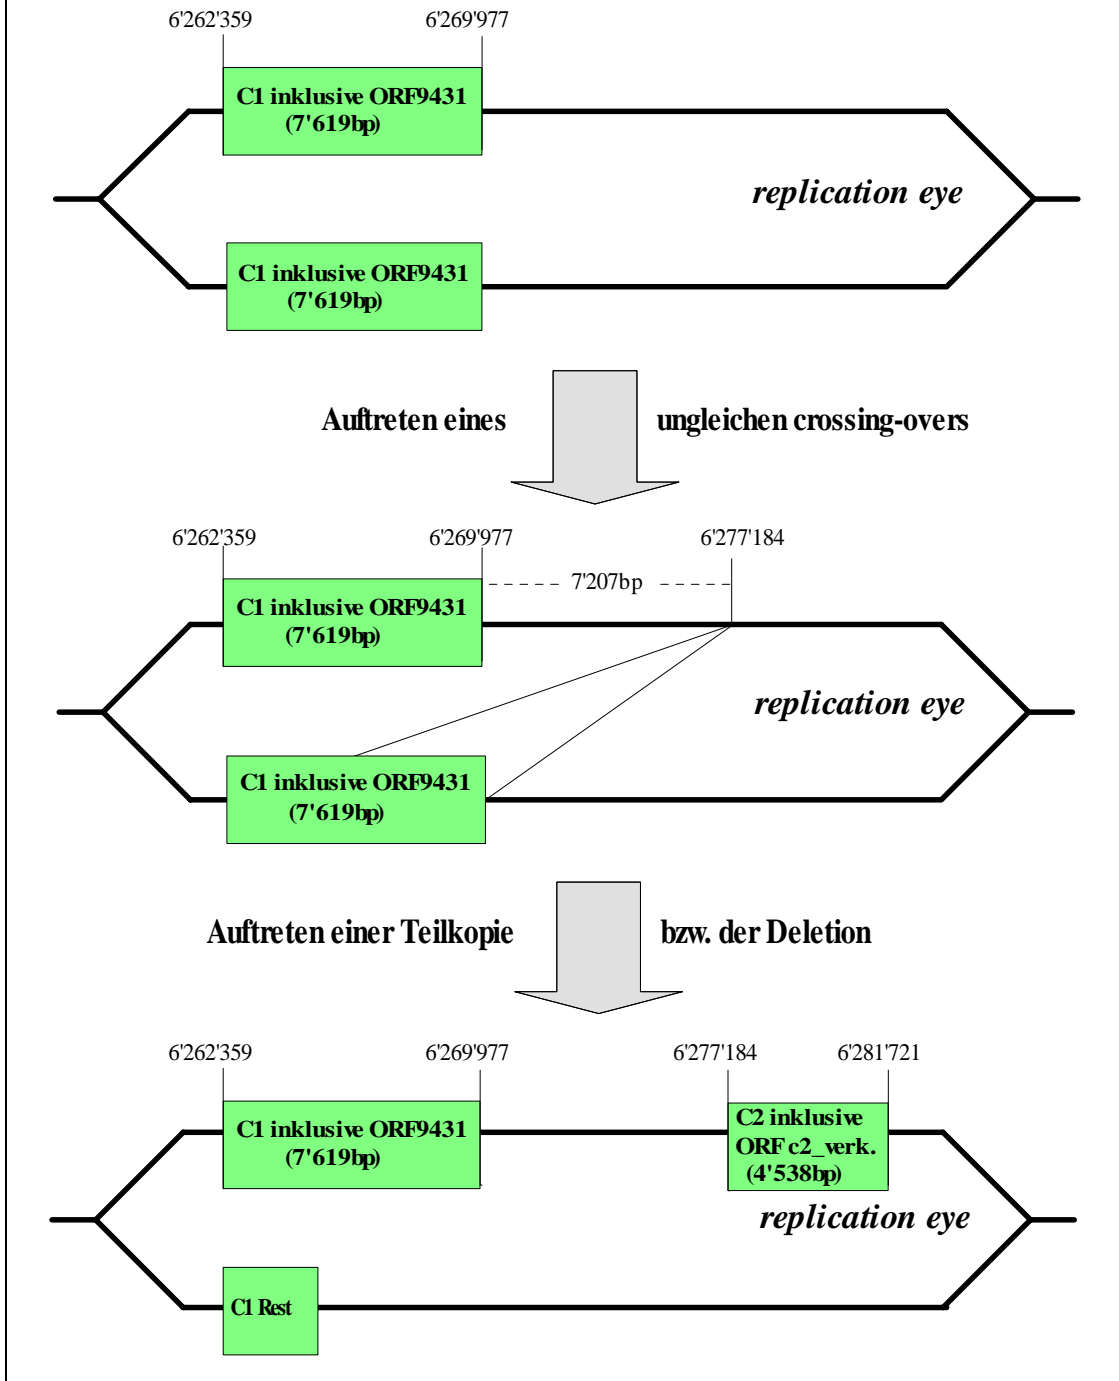 6'262'359 6'269'977
C1 inklusive ORF9431
(7'619bp)
replication eye
C1 inklusive ORF9431
(7'619bp)
Auftreten eines ungleichen crossing-overs
6'262'359 6'269'977 6'277'184
7'207bp
C1 inklusive ORF9431
(7'619bp)
replication eye
C1 inklusive ORF9431
(7'619bp)
Auftreten einer Teilkopie bzw. der Deletion
6'262'359 6'269'977 6'277'184 6'281'721
C1 inklusive ORF9431
(7'619bp)
C2 inklusive
ORF c2_verk.
(4'538bp)
replication eye
C1 Rest